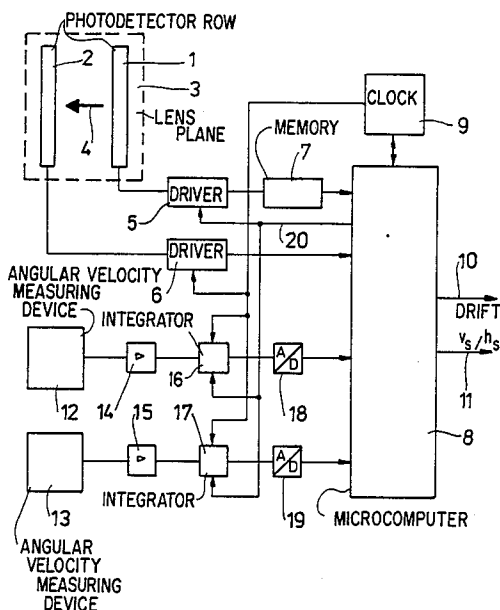 PHOTODETECTOR ROW
2
1
3
LENS
PLANE
4
CLOCK
9
MEMORY
7
DRIVER
5
20
DRIVER
6
10
DRIFT
vs/hs
11
ANGULAR VELOCITY
MEASURING
DEVICE
INTEGRATOR
12
14
16
A/D
18
15
17
A/D
19
8
13
INTEGRATOR
MICROCOMPUTER
ANGULAR
VELOCITY
MEASURING
DEVICE